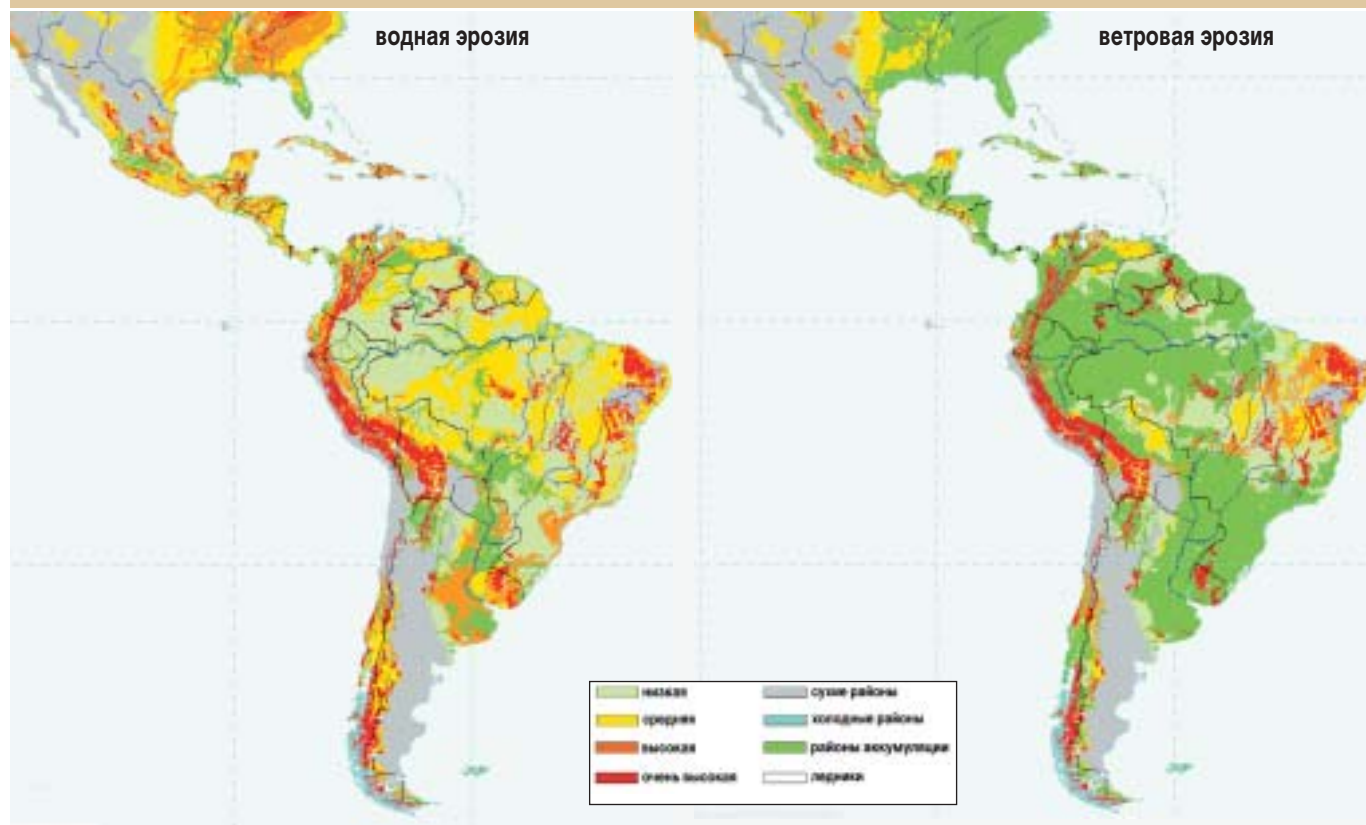 водная эрозия
ветровая эрозия
низкая
средняя
высокая
очень высокая
сухие районы
холодные районы
районы аккумуляции
ледники